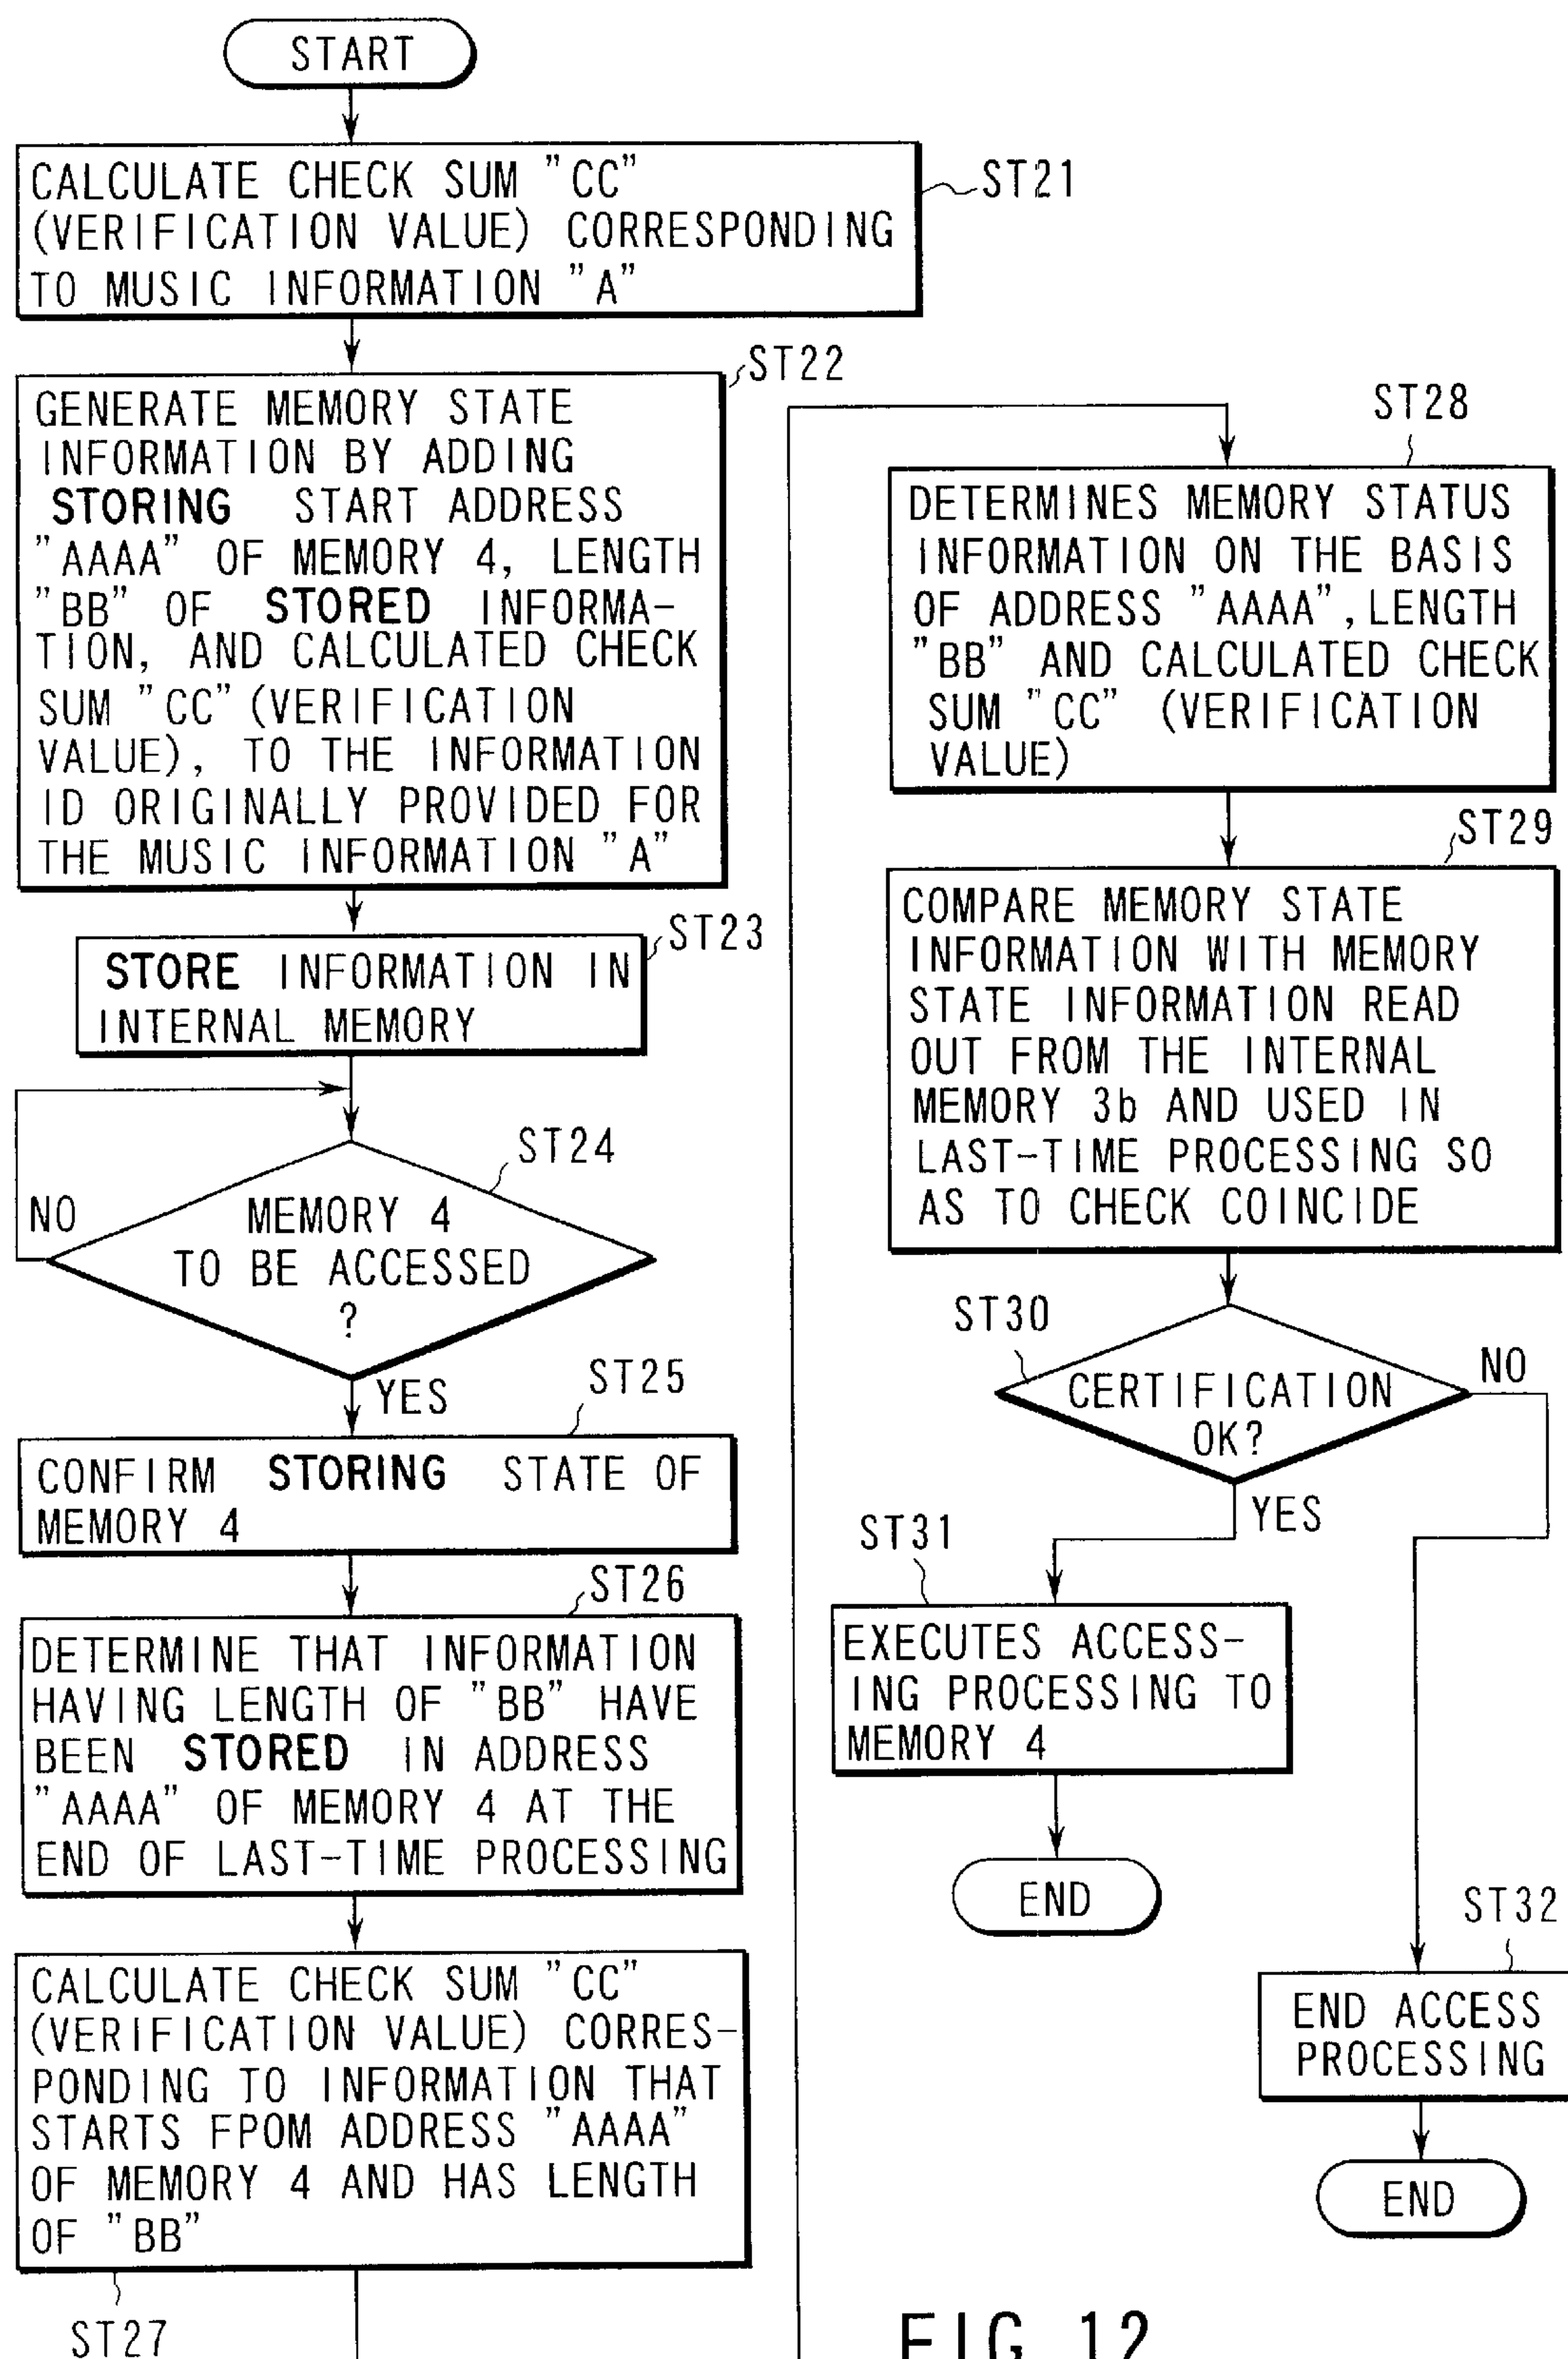 START
CALCULATE CHECK SUM "CC"
(VERIFICATION VALUE) CORRESPONDING
TO MUSIC INFORMATION "A"
ST21
GENERATE MEMORY STATE
INFORMATION BY ADDING
STORING START ADDRESS
"AAAA" OF MEMORY 4, LENGTH
"BB" OF STORED INFORMA-
TION, AND CALCULATED CHECK
SUM "CC" (VERIFICATION
VALUE), TO THE INFORMATION
ID ORIGINALLY PROVIDED FOR
THE MUSIC INFORMATION "A"
ST22
STORE INFORMATION IN
INTERNAL MEMORY
ST23
MEMORY 4
TO BE ACCESSED
?
ST24
NO
YES
CONFIRM STORING STATE OF
MEMORY 4
ST25
DETERMINE THAT INFORMATION
HAVING LENGTH OF "BB" HAVE
BEEN STORED IN ADDRESS
"AAAA" OF MEMORY 4 AT THE
END OF LAST-TIME PROCESSING
ST26
CALCULATE CHECK SUM "CC"
(VERIFICATION VALUE) CORRES-
PONDING TO INFORMATION THAT
STARTS FPOM ADDRESS "AAAA"
OF MEMORY 4 AND HAS LENGTH
OF "BB"
ST27
ST28
DETERMINES MEMORY STATUS
INFORMATION ON THE BASIS
OF ADDRESS "AAAA", LENGTH
"BB" AND CALCULATED CHECK
SUM "CC" (VERIFICATION
VALUE)
ST29
COMPARE MEMORY STATE
INFORMATION WITH MEMORY
STATE INFORMATION READ
OUT FROM THE INTERNAL
MEMORY 3b AND USED IN
LAST-TIME PROCESSING SO
AS TO CHECK COINCIDE
ST30
CERTIFICATION
OK?
NO
YES
ST31
EXECUTES ACCESS-
ING PROCESSING TO
MEMORY 4
END
ST32
END ACCESS
PROCESSING
END
FIG. 12